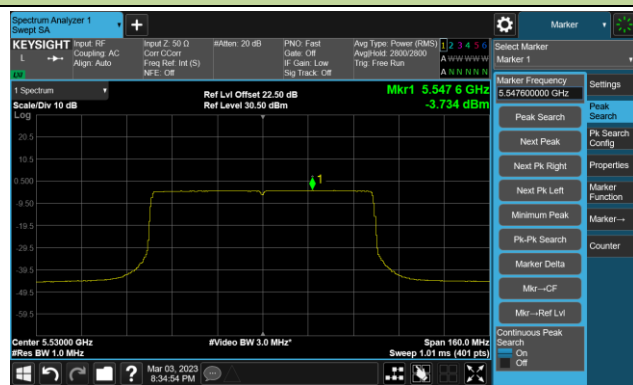 Spectrum Analyzer 1
Swept SA
Marker
KEYSIGHT
L
Input: RF
Coupling: AC
Align: Auto
Input Z: 50 Ω
Corr CCorr
Freq Ref: Int (S)
NFE: Off
#Atten: 20 dB
PNO: Fast
Gate: Off
IF Gain: Low
Sig Track: Off
Avg Type: Power (RMS)
Avg|Hold: 2800/2800
Trig: Free Run
1 2 3 4 5 6
A W W W W W
A N N N N N
Select Marker
Marker 1
1 Spectrum
Scale/Div 10 dB
Log
Ref Lvl Offset 22.50 dB
Ref Level 30.50 dBm
Mkr1 5.547 6 GHz
-3.734 dBm
20.5
10.5
0.500
-9.50
-19.5
-29.5
-39.5
-49.5
-59.5
1
Center 5.53000 GHz
#Res BW 1.0 MHz
#Video BW 3.0 MHz*
Span 160.0 MHz
Sweep 1.01 ms (401 pts)
Marker Frequency
5.547600000 GHz
Peak Search
Next Peak
Next Pk Right
Next Pk Left
Minimum Peak
Pk-Pk Search
Marker Delta
Mkr→CF
Mkr→Ref Lvl
Continuous Peak
Search
On
Off
Settings
Peak
Search
Pk Search
Config
Properties
Marker
Function
Marker→
Counter
Mar 03, 2023
8:34:54 PM